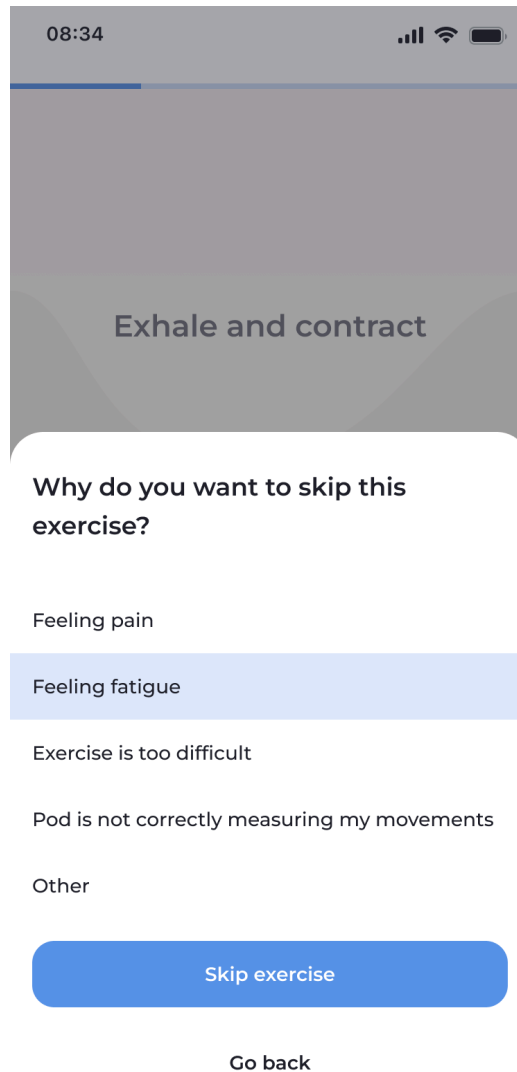 08:34
Exhale and contract
Why do you want to skip this
exercise?
Feeling pain
Feeling fatigue
Exercise is too difficult
Pod is not correctly measuring my movements
Other
Skip exercise
Go back